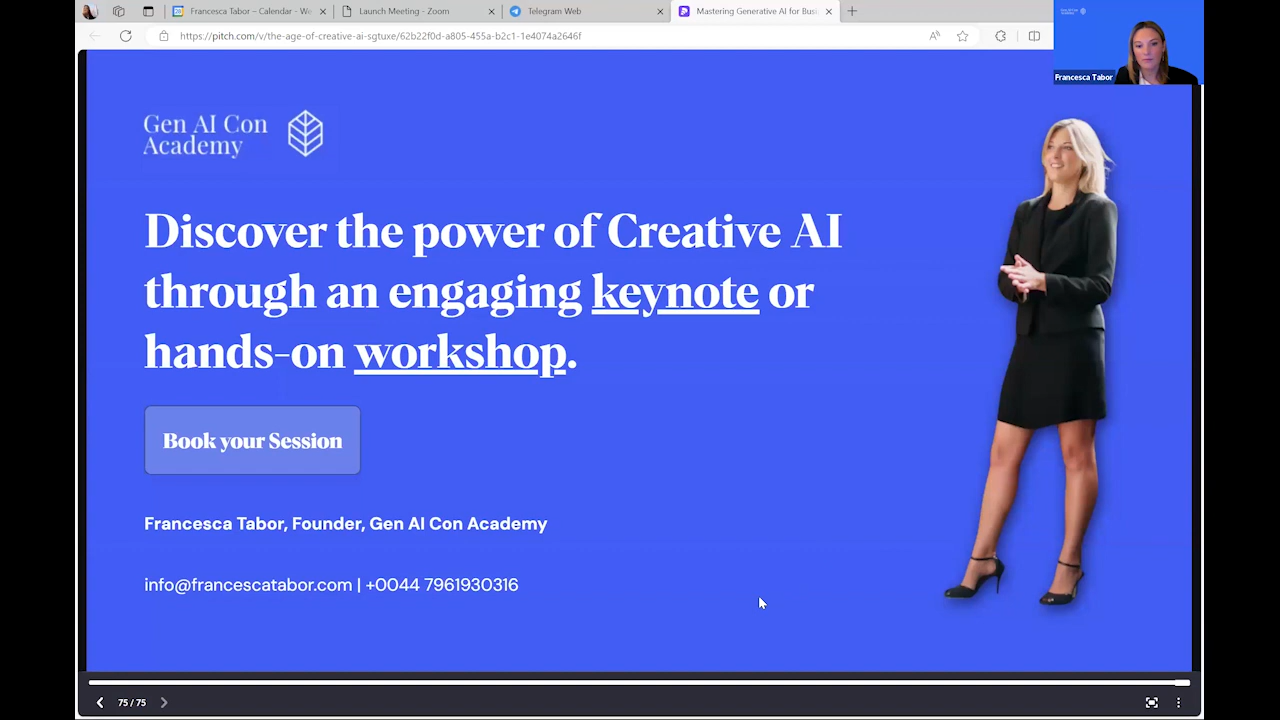 Francesca Tabor – Calendar - We
Launch Meeting - Zoom
Telegram Web
Mastering Generative AI for Busi
https://pitch.com/v/the-age-of-creative-ai-sgtuxe/62b22f0d-a805-455a-b2c1-1e4074a2646f
Francesca Tabor
Gen AI Con
Academy
Discover the power of Creative AI
through an engaging keynote or
hands-on workshop.
Book your Session
Francesca Tabor, Founder, Gen AI Con Academy
info@francescatabor.com | +0044 7961930316
75 / 75